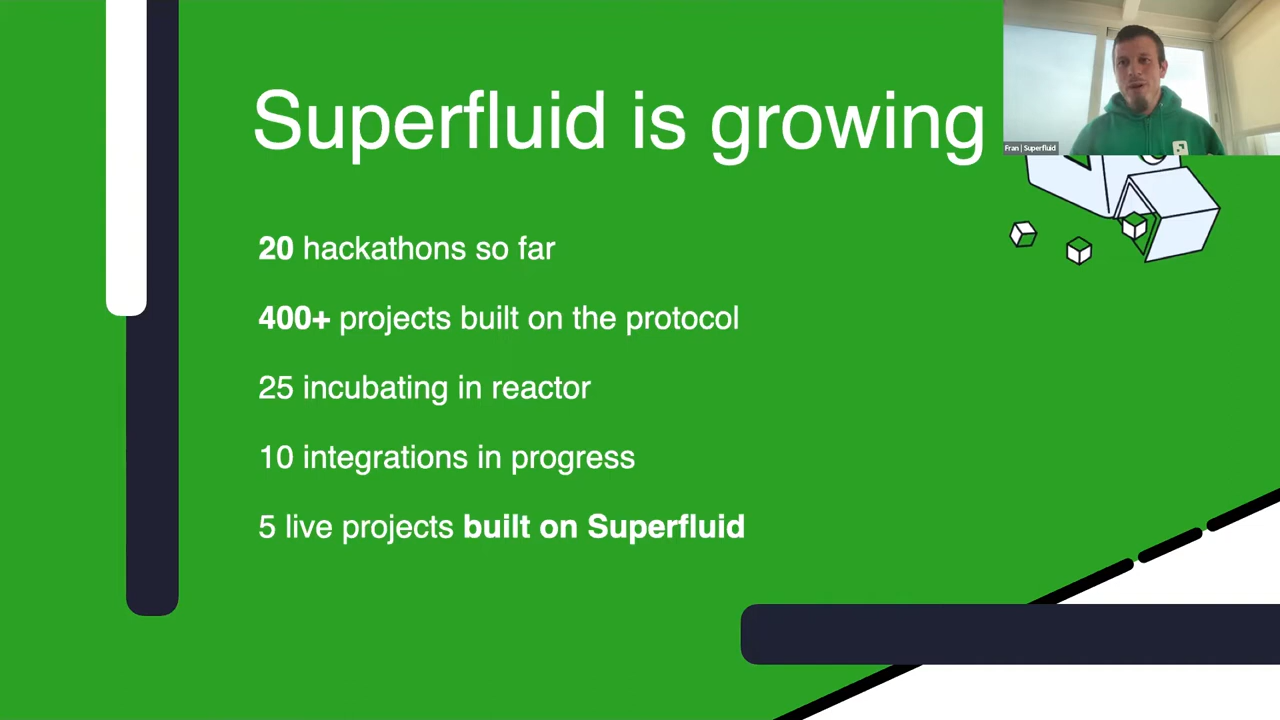 Superfluid is growing
Fran | Superfluid
20 hackathons so far
400+ projects built on the protocol
25 incubating in reactor
10 integrations in progress
5 live projects built on Superfluid